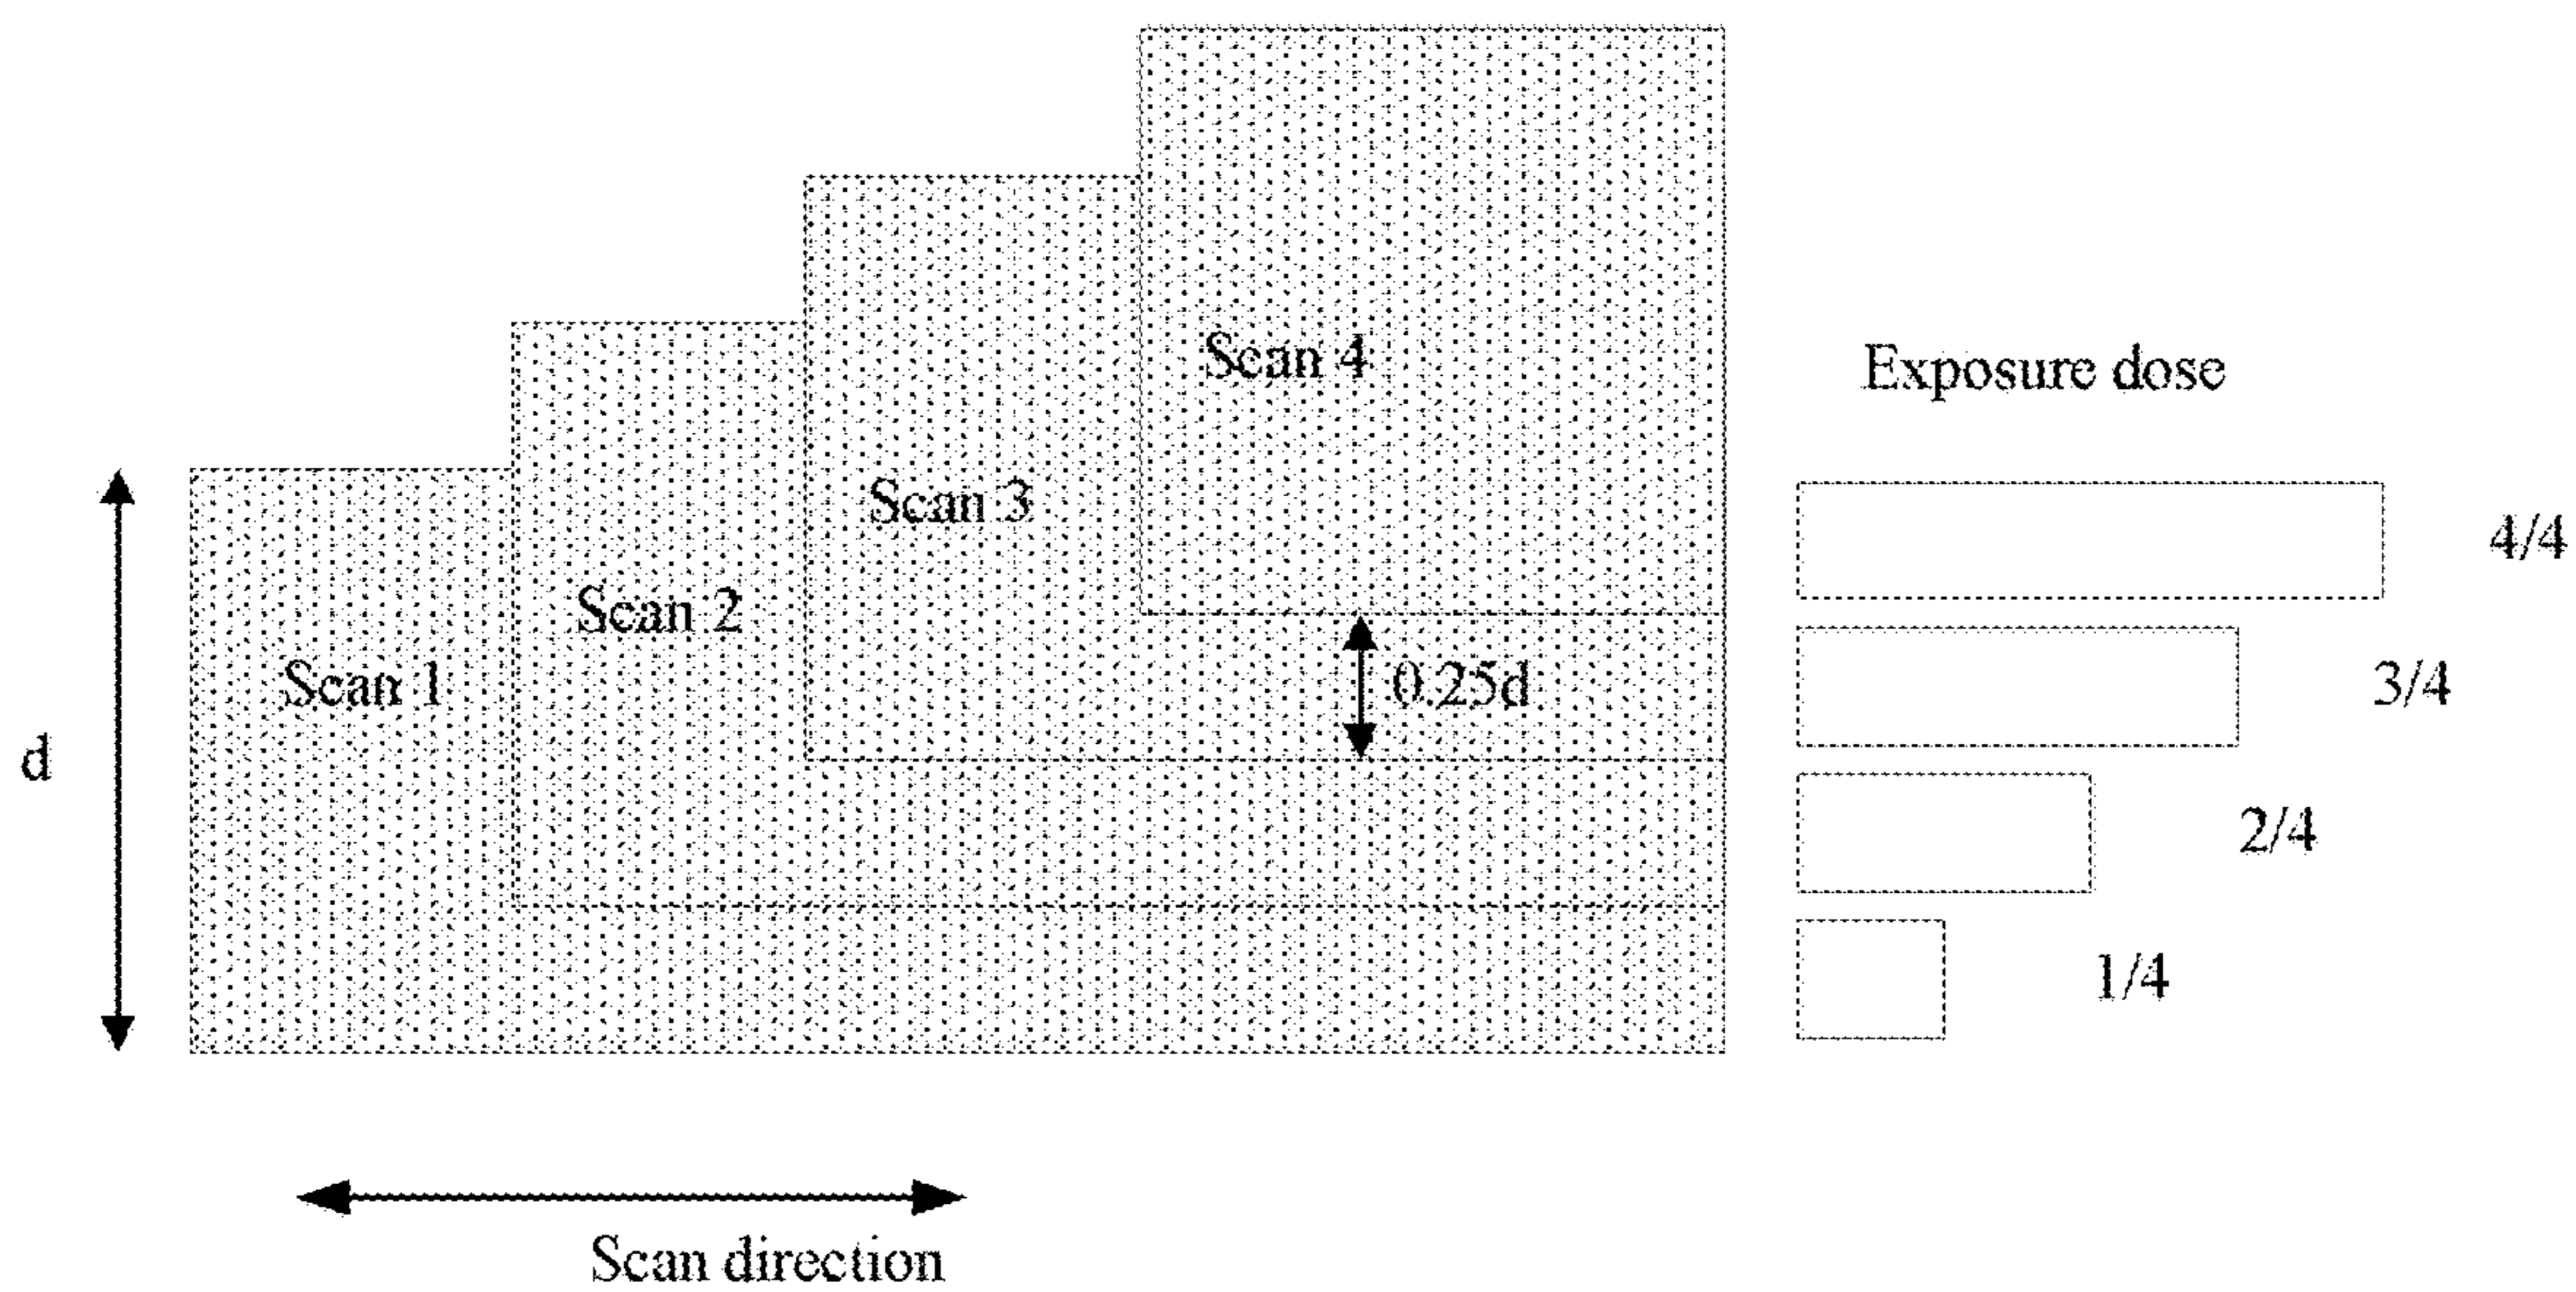 Scan 4
Exposure dose
Scan 3
4/4
Scan 2
Scan 1
0.25d
3/4
d
2/4
1/4
Scan direction